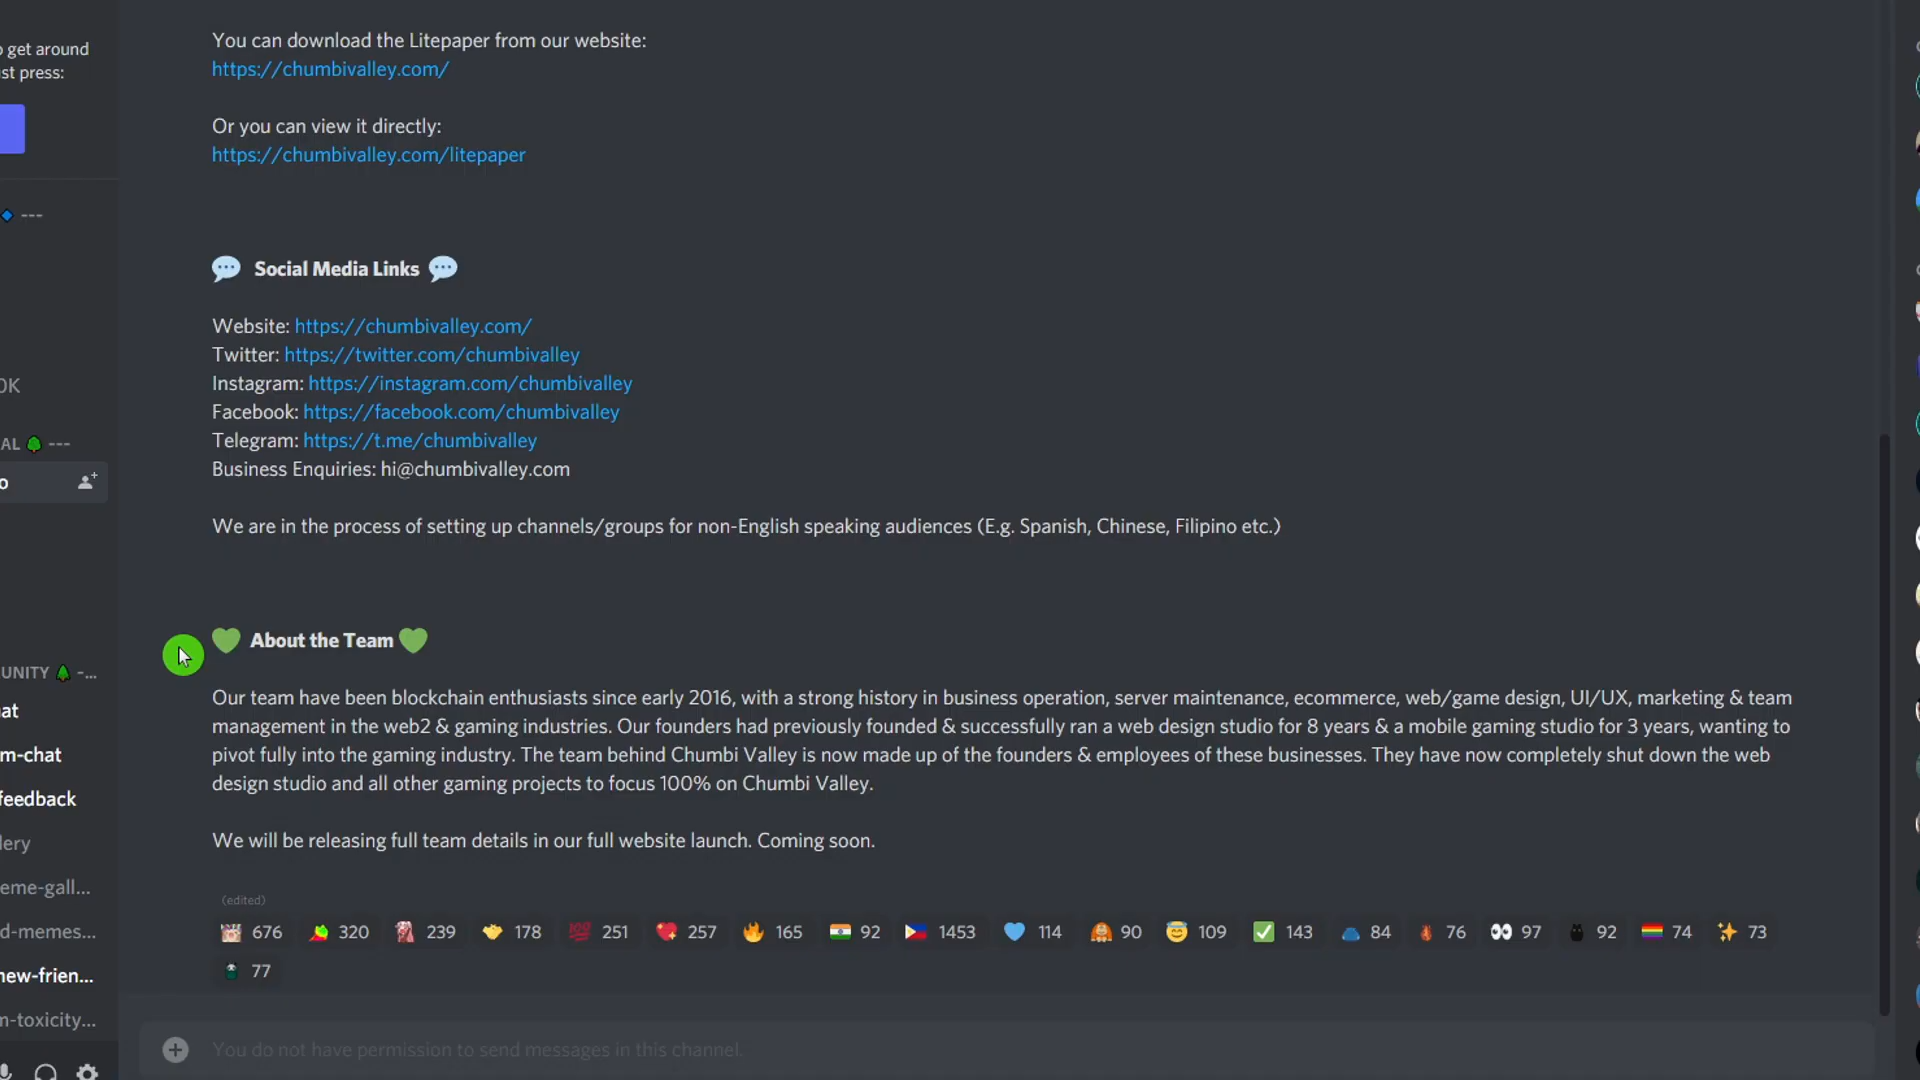 o get around
st press:
You can download the Litepaper from our website:
https://chumbivalley.com/
Or you can view it directly:
https://chumbivalley.com/litepaper
---
Social Media Links
Website: https://chumbivalley.com/
Twitter: https://twitter.com/chumbivalley
Instagram: https://instagram.com/chumbivalley
Facebook: https://facebook.com/chumbivalley
Telegram: https://t.me/chumbivalley
Business Enquiries: hi@chumbivalley.com
We are in the process of setting up channels/groups for non-English speaking audiences (E.g. Spanish, Chinese, Filipino etc.)
OK
AL ---
o
About the Team
Our team have been blockchain enthusiasts since early 2016, with a strong history in business operation, server maintenance, ecommerce, web/game design, UI/UX, marketing & team
management in the web2 & gaming industries. Our founders had previously founded & successfully ran a web design studio for 8 years & a mobile gaming studio for 3 years, wanting to
pivot fully into the gaming industry. The team behind Chumbi Valley is now made up of the founders & employees of these businesses. They have now completely shut down the web
design studio and all other gaming projects to focus 100% on Chumbi Valley.
We will be releasing full team details in our full website launch. Coming soon.
(edited)
676 320 239 178 251 257 165 92 1453 114 90 109 143 84 76 97 92 74 73
77
You do not have permission to send messages in this channel.
UNITY -...
at
m-chat
feedback
lery
eme-gall...
d-memes...
new-frien...
n-toxicity...